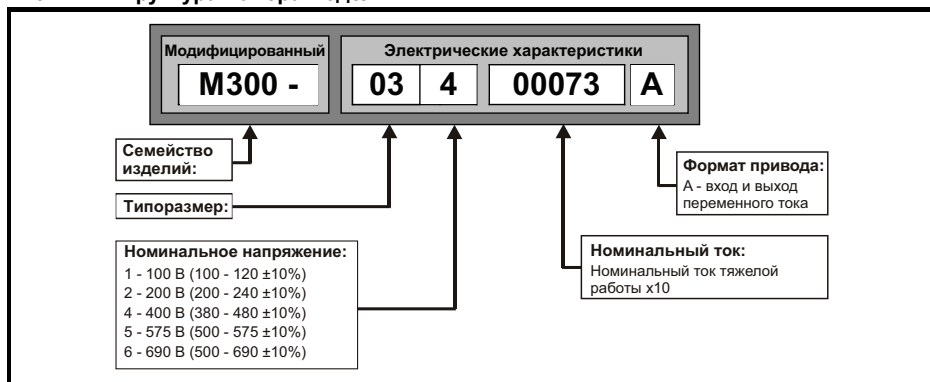 Модифицированный
Электрические характеристики
M300 -
03
4
00073
A
Семейство
изделий:
Типоразмер:
Номинальное напряжение:
1 - 100 В (100 - 120 ±10%)
2 - 200 В (200 - 240 ±10%)
4 - 400 В (380 - 480 ±10%)
5 - 575 В (500 - 575 ±10%)
6 - 690 В (500 - 690 ±10%)
Формат привода:
А - вход и выход
переменного тока
Номинальный ток:
Номинальный ток тяжелой
работы x10